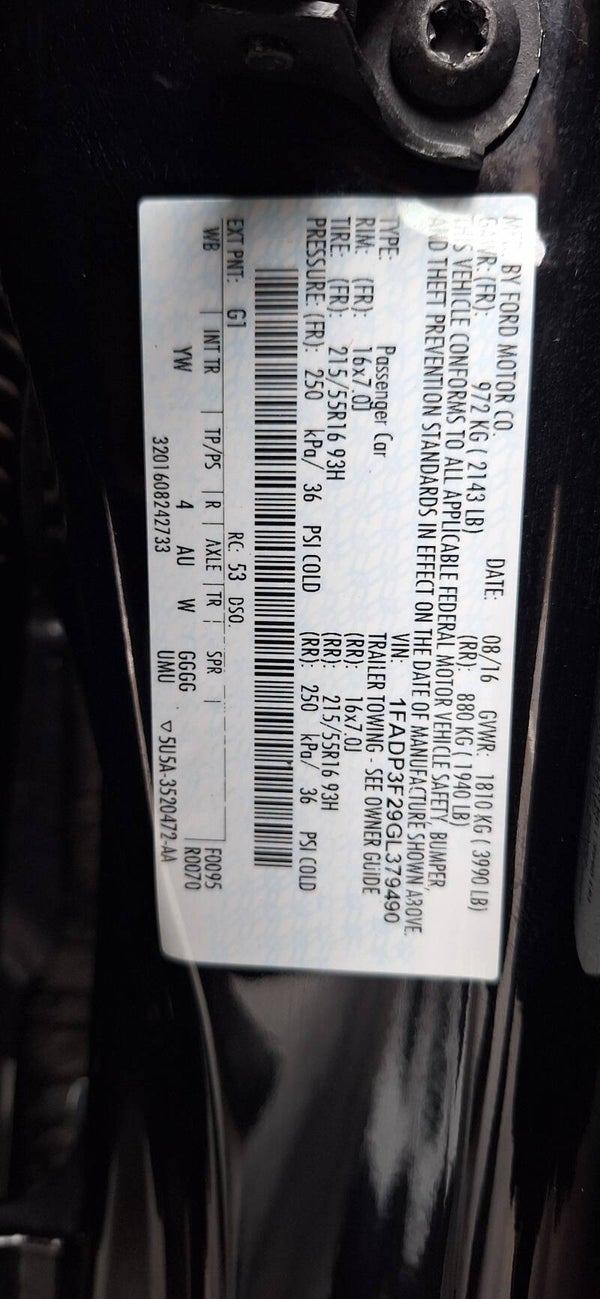 MFD. BY FORD MOTOR CO.
DATE: 08/16 GVWR: 1810 KG ( 3990 LB)
GAWR: (FR): 972 KG ( 2143 LB) (RR): 880 KG ( 1940 LB)
THIS VEHICLE CONFORMS TO ALL APPLICABLE FEDERAL MOTOR VEHICLE SAFETY, BUMPER,
AND THEFT PREVENTION STANDARDS IN EFFECT ON THE DATE OF MANUFACTURE SHOWN ABOVE.
VIN: 1FADP3F29GL379490
TYPE: Passenger Car TRAILER TOWING - SEE OWNER GUIDE
RIM: (FR): 16x7.0J (RR): 16x7.0J
TIRE: (FR): 215/55R16 93H (RR): 215/55R16 93H
PRESSURE: (FR): 250 kPa/ 36 PSI COLD (RR): 250 kPa/ 36 PSI COLD
EXT PNT: G1 RC: 53 DSO: F0095
WB | INT TR | TP/PS | R | AXLE | TR | SPR | R0070
YW 4 AU W GGGG
3201608242733 UMU ▽5U5A-3520472-AA